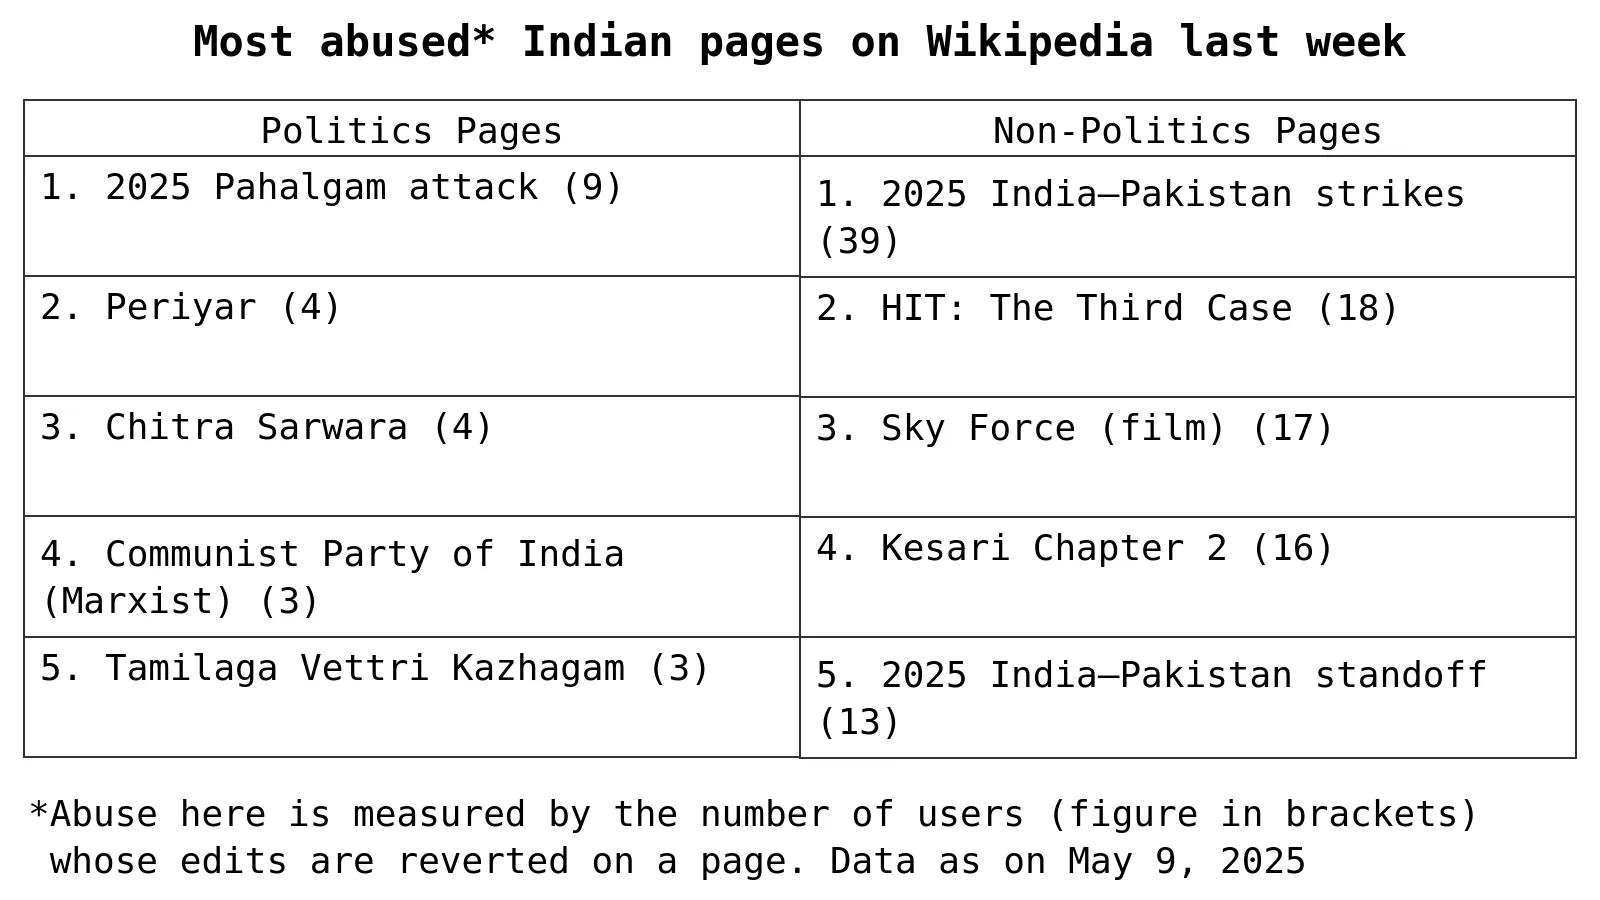 Most abused* Indian pages on Wikipedia last week
Politics Pages
1. 2025 Pahalgam attack (9)
2. Periyar (4)
3. Chitra Sarwara (4)
4. Communist Party of India
(Marxist) (3)
5. Tamilaga Vettri Kazhagam (3)
Non-Politics Pages
1. 2025 India–Pakistan strikes
(39)
2. HIT: The Third Case (18)
3. Sky Force (film) (17)
4. Kesari Chapter 2 (16)
5. 2025 India–Pakistan standoff
(13)
*Abuse here is measured by the number of users (figure in brackets)
whose edits are reverted on a page. Data as on May 9, 2025